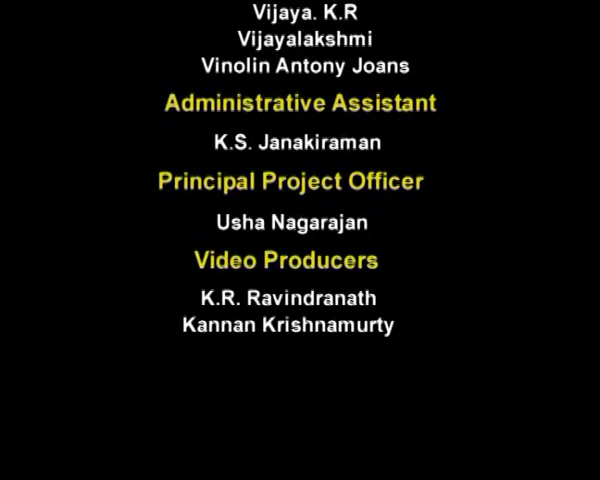 Vijaya. K.R
Vijayalakshmi
Vinolin Antony Joans
Administrative Assistant
K.S. Janakiraman
Principal Project Officer
Usha Nagarajan
Video Producers
K.R. Ravindranath
Kannan Krishnamurty